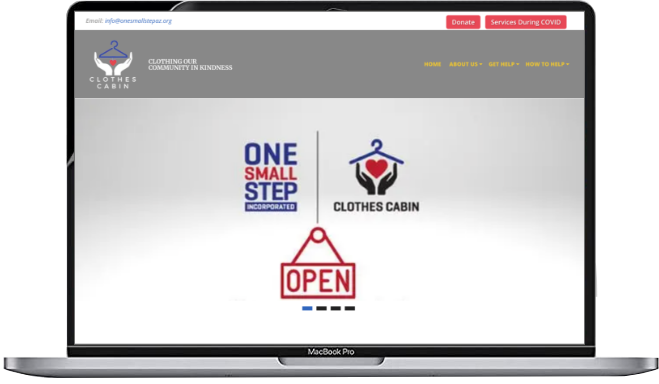 Email: info@onesmallstepaz.org
Donate
Services During COVID
CLOTHES
CABIN
CLOTHING OUR
COMMUNITY IN KINDNESS
HOME ABOUT US GET HELP HOW TO HELP
ONE
SMALL
STEP
INCORPORATED
CLOTHES CABIN
OPEN
MacBook Pro